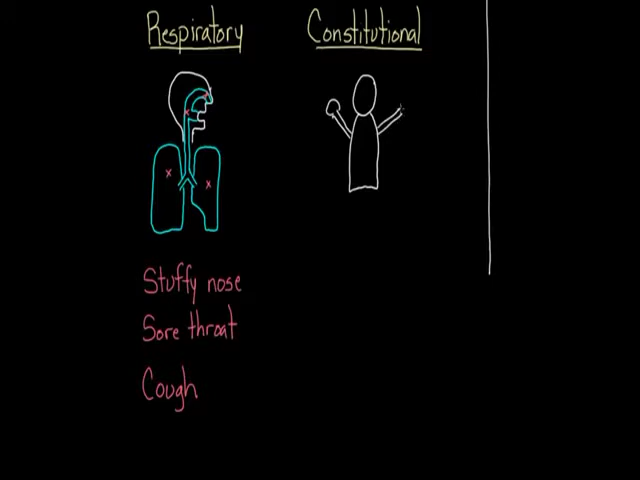 Respiratory
Constitutional
Stuffy nose
Sore throat
Cough